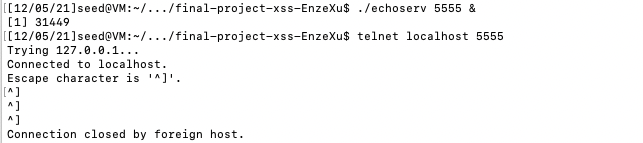 [[12/05/21]seed@VM:~/.../final-project-xss-EnzeXu$ ./echoserv 5555 &
[1] 31449
[[12/05/21]seed@VM:~/.../final-project-xss-EnzeXu$ telnet localhost 5555
Trying 127.0.0.1...
Connected to localhost.
Escape character is '^]'.
[^]
^]
^]
Connection closed by foreign host.